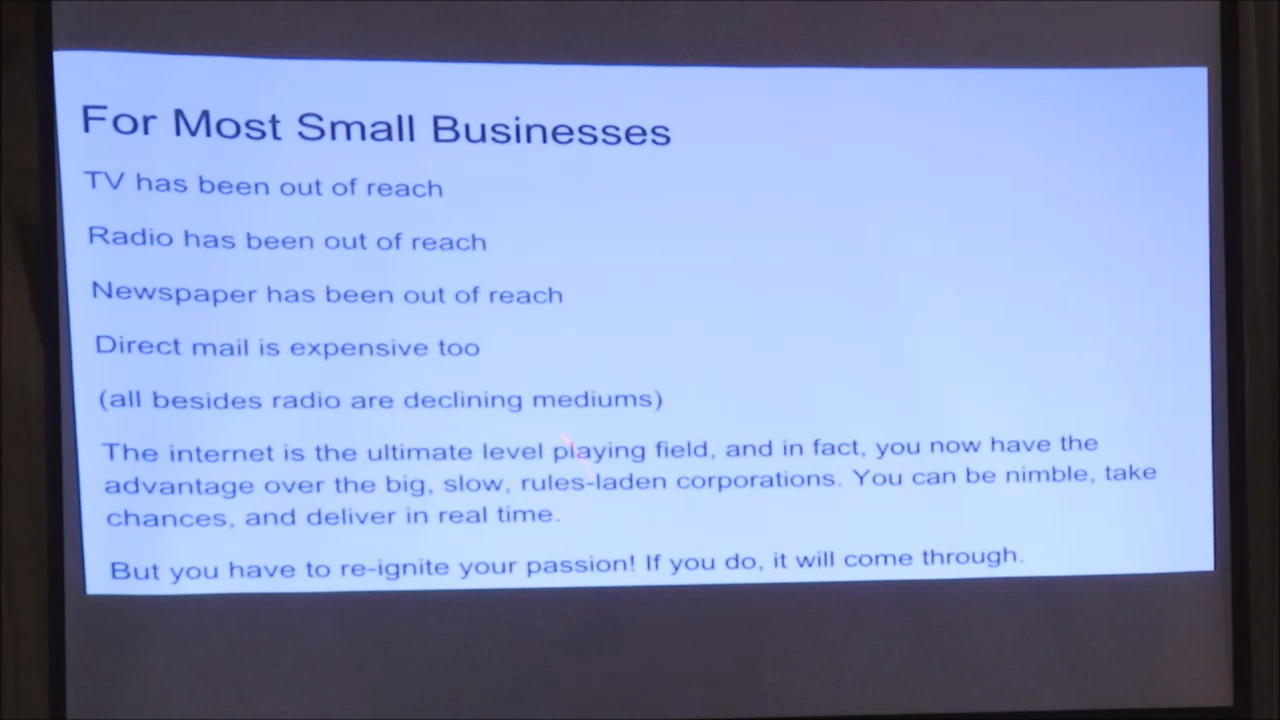 For Most Small Businesses
TV has been out of reach
Radio has been out of reach
Newspaper has been out of reach
Direct mail is expensive too
(all besides radio are declining mediums)
The internet is the ultimate level playing field, and in fact, you now have the
advantage over the big, slow, rules-laden corporations. You can be nimble, take
chances, and deliver in real time.
But you have to re-ignite your passion! If you do, it will come through.